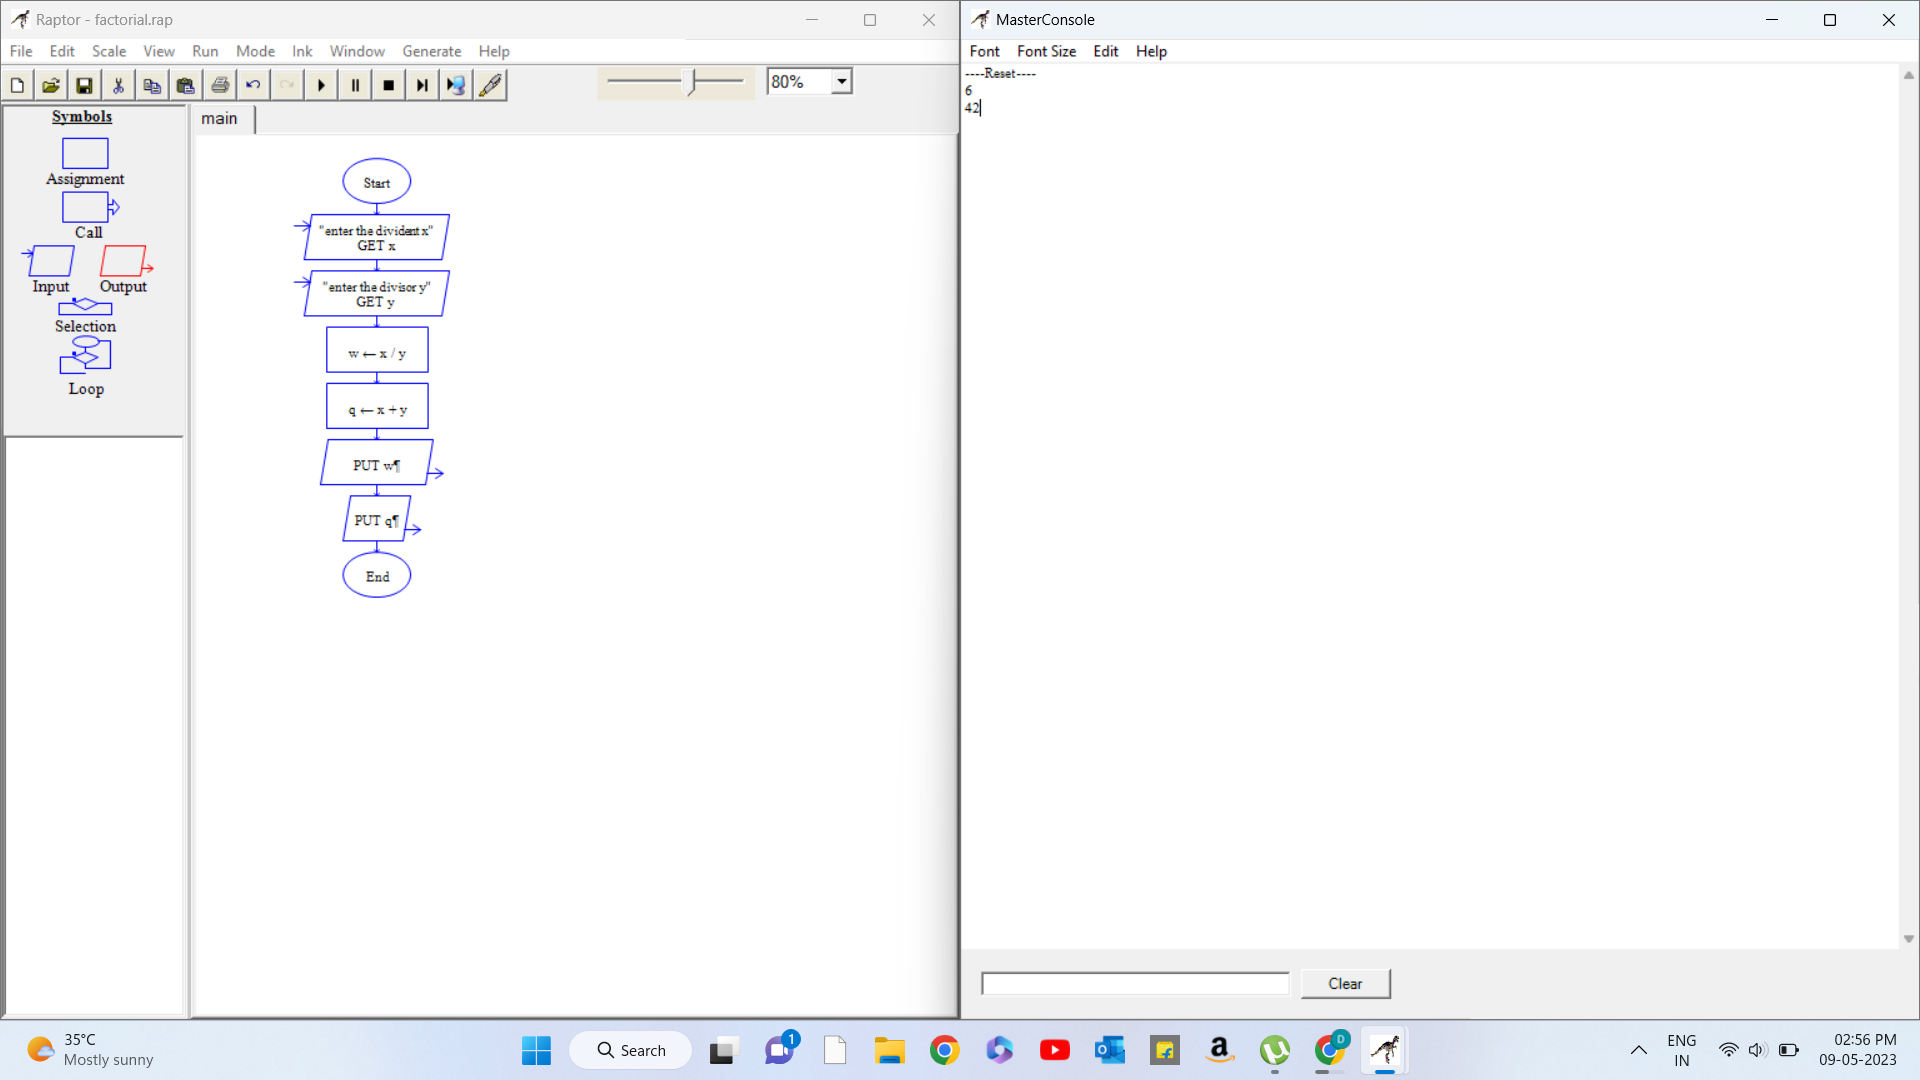 Raptor - factorial.rap
File Edit Scale View Run Mode Ink Window Generate Help
80%
Symbols
Assignment
Call
Input Output
Selection
Loop
main
Start
"enter the divident x"
GET x
"enter the divisor y"
GET y
w ← x / y
q ← x + y
PUT w¶
PUT q¶
End
MasterConsole
Font Font Size Edit Help
----Reset----
6
42
Clear
35°C
Mostly sunny
Search
1
a
D
ENG
IN
02:56 PM
09-05-2023